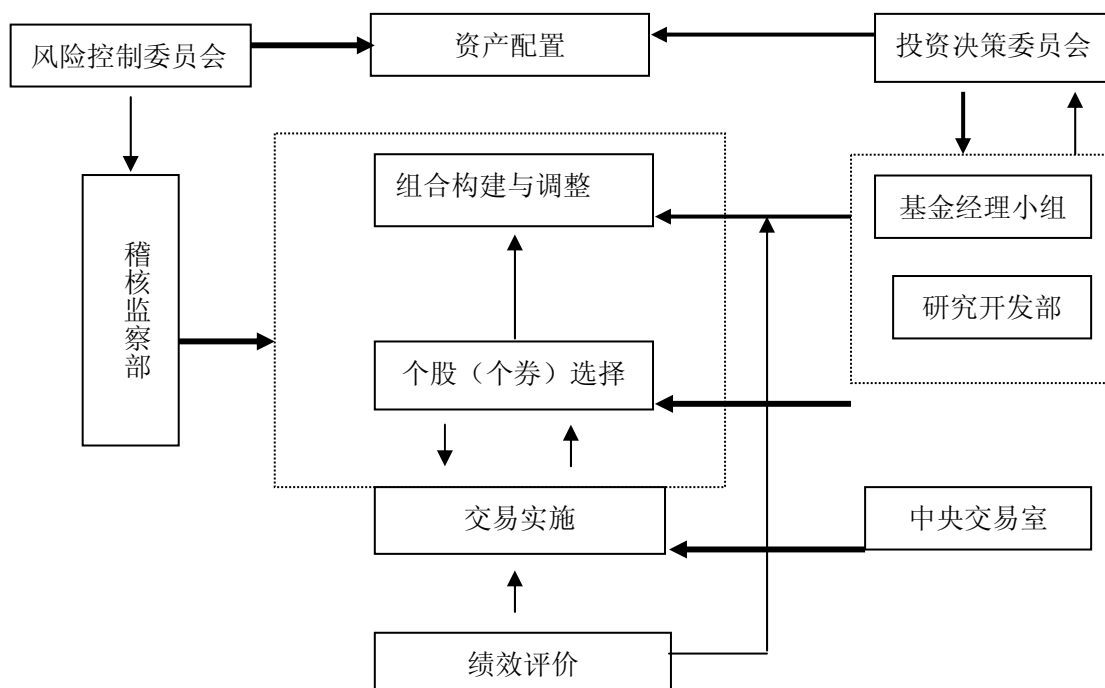 风险控制委员会
资产配置
投资决策委员会
组合构建与调整
基金经理小组
稽核监察部
研究开发部
个股（个券）选择
交易实施
中央交易室
绩效评价